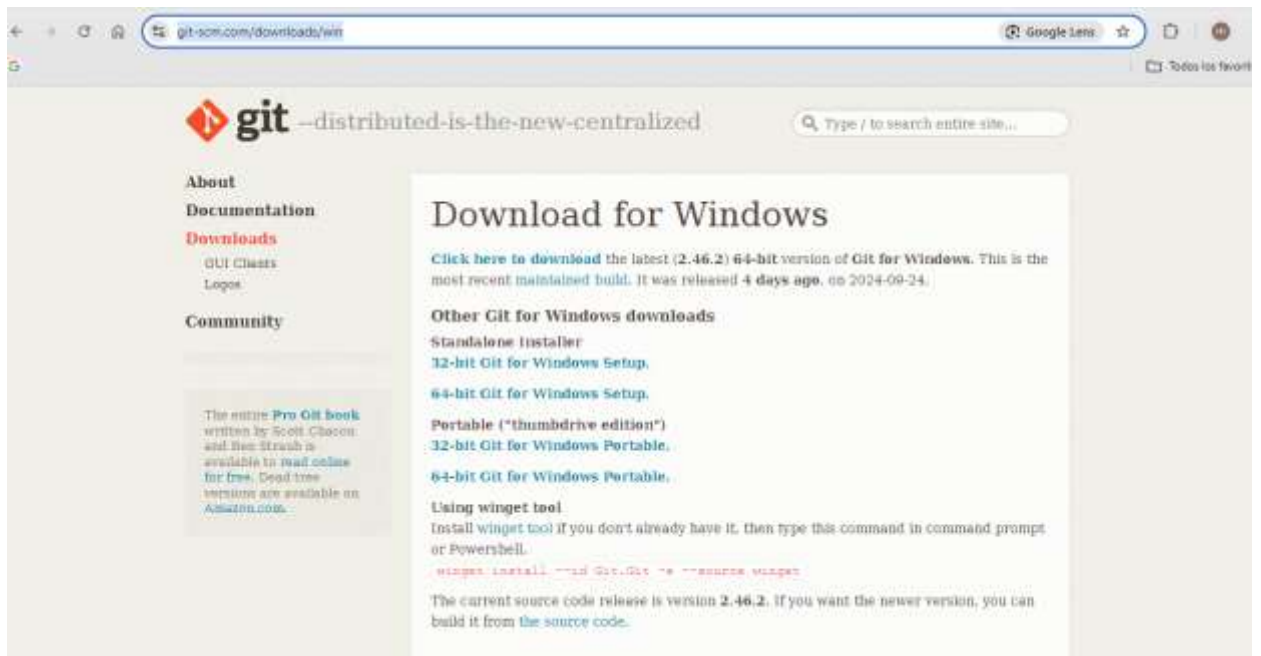 git-scm.com/downloads/win
Google Lens
Todos los favorit
git --distributed-is-the-new-centralized
Type / to search entire site...
About
Documentation
Downloads
GUI Clients
Logos
Community
The entire Pro Git book
written by Scott Chacon
and Ben Straub is
available to read online
for free. Dead tree
versions are available on
Amazon.com.
Download for Windows
Click here to download the latest (2.46.2) 64-bit version of Git for Windows. This is the
most recent maintained build. It was released 4 days ago, on 2024-09-24.
Other Git for Windows downloads
Standalone Installer
32-bit Git for Windows Setup.
64-bit Git for Windows Setup.
Portable ("thumbdrive edition")
32-bit Git for Windows Portable.
64-bit Git for Windows Portable.
Using winget tool
Install winget tool if you don't already have it, then type this command in command prompt
or Powershell.
winget install --id Git.Git -e --source winget
The current source code release is version 2.46.2. If you want the newer version, you can
build it from the source code.